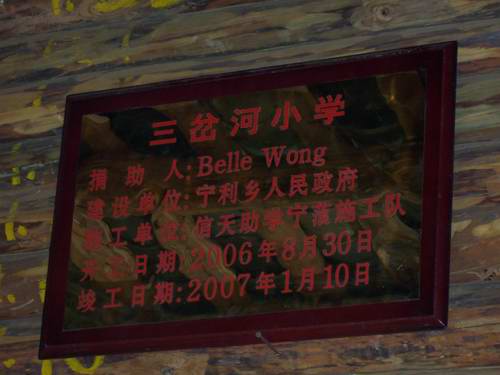 三岔河小学
捐助人:Belle Wong
建设单位:宁利乡人民政府
施工单位:信天助学宁蒗施工队
开工日期:2006年8月30日
竣工日期:2007年1月10日